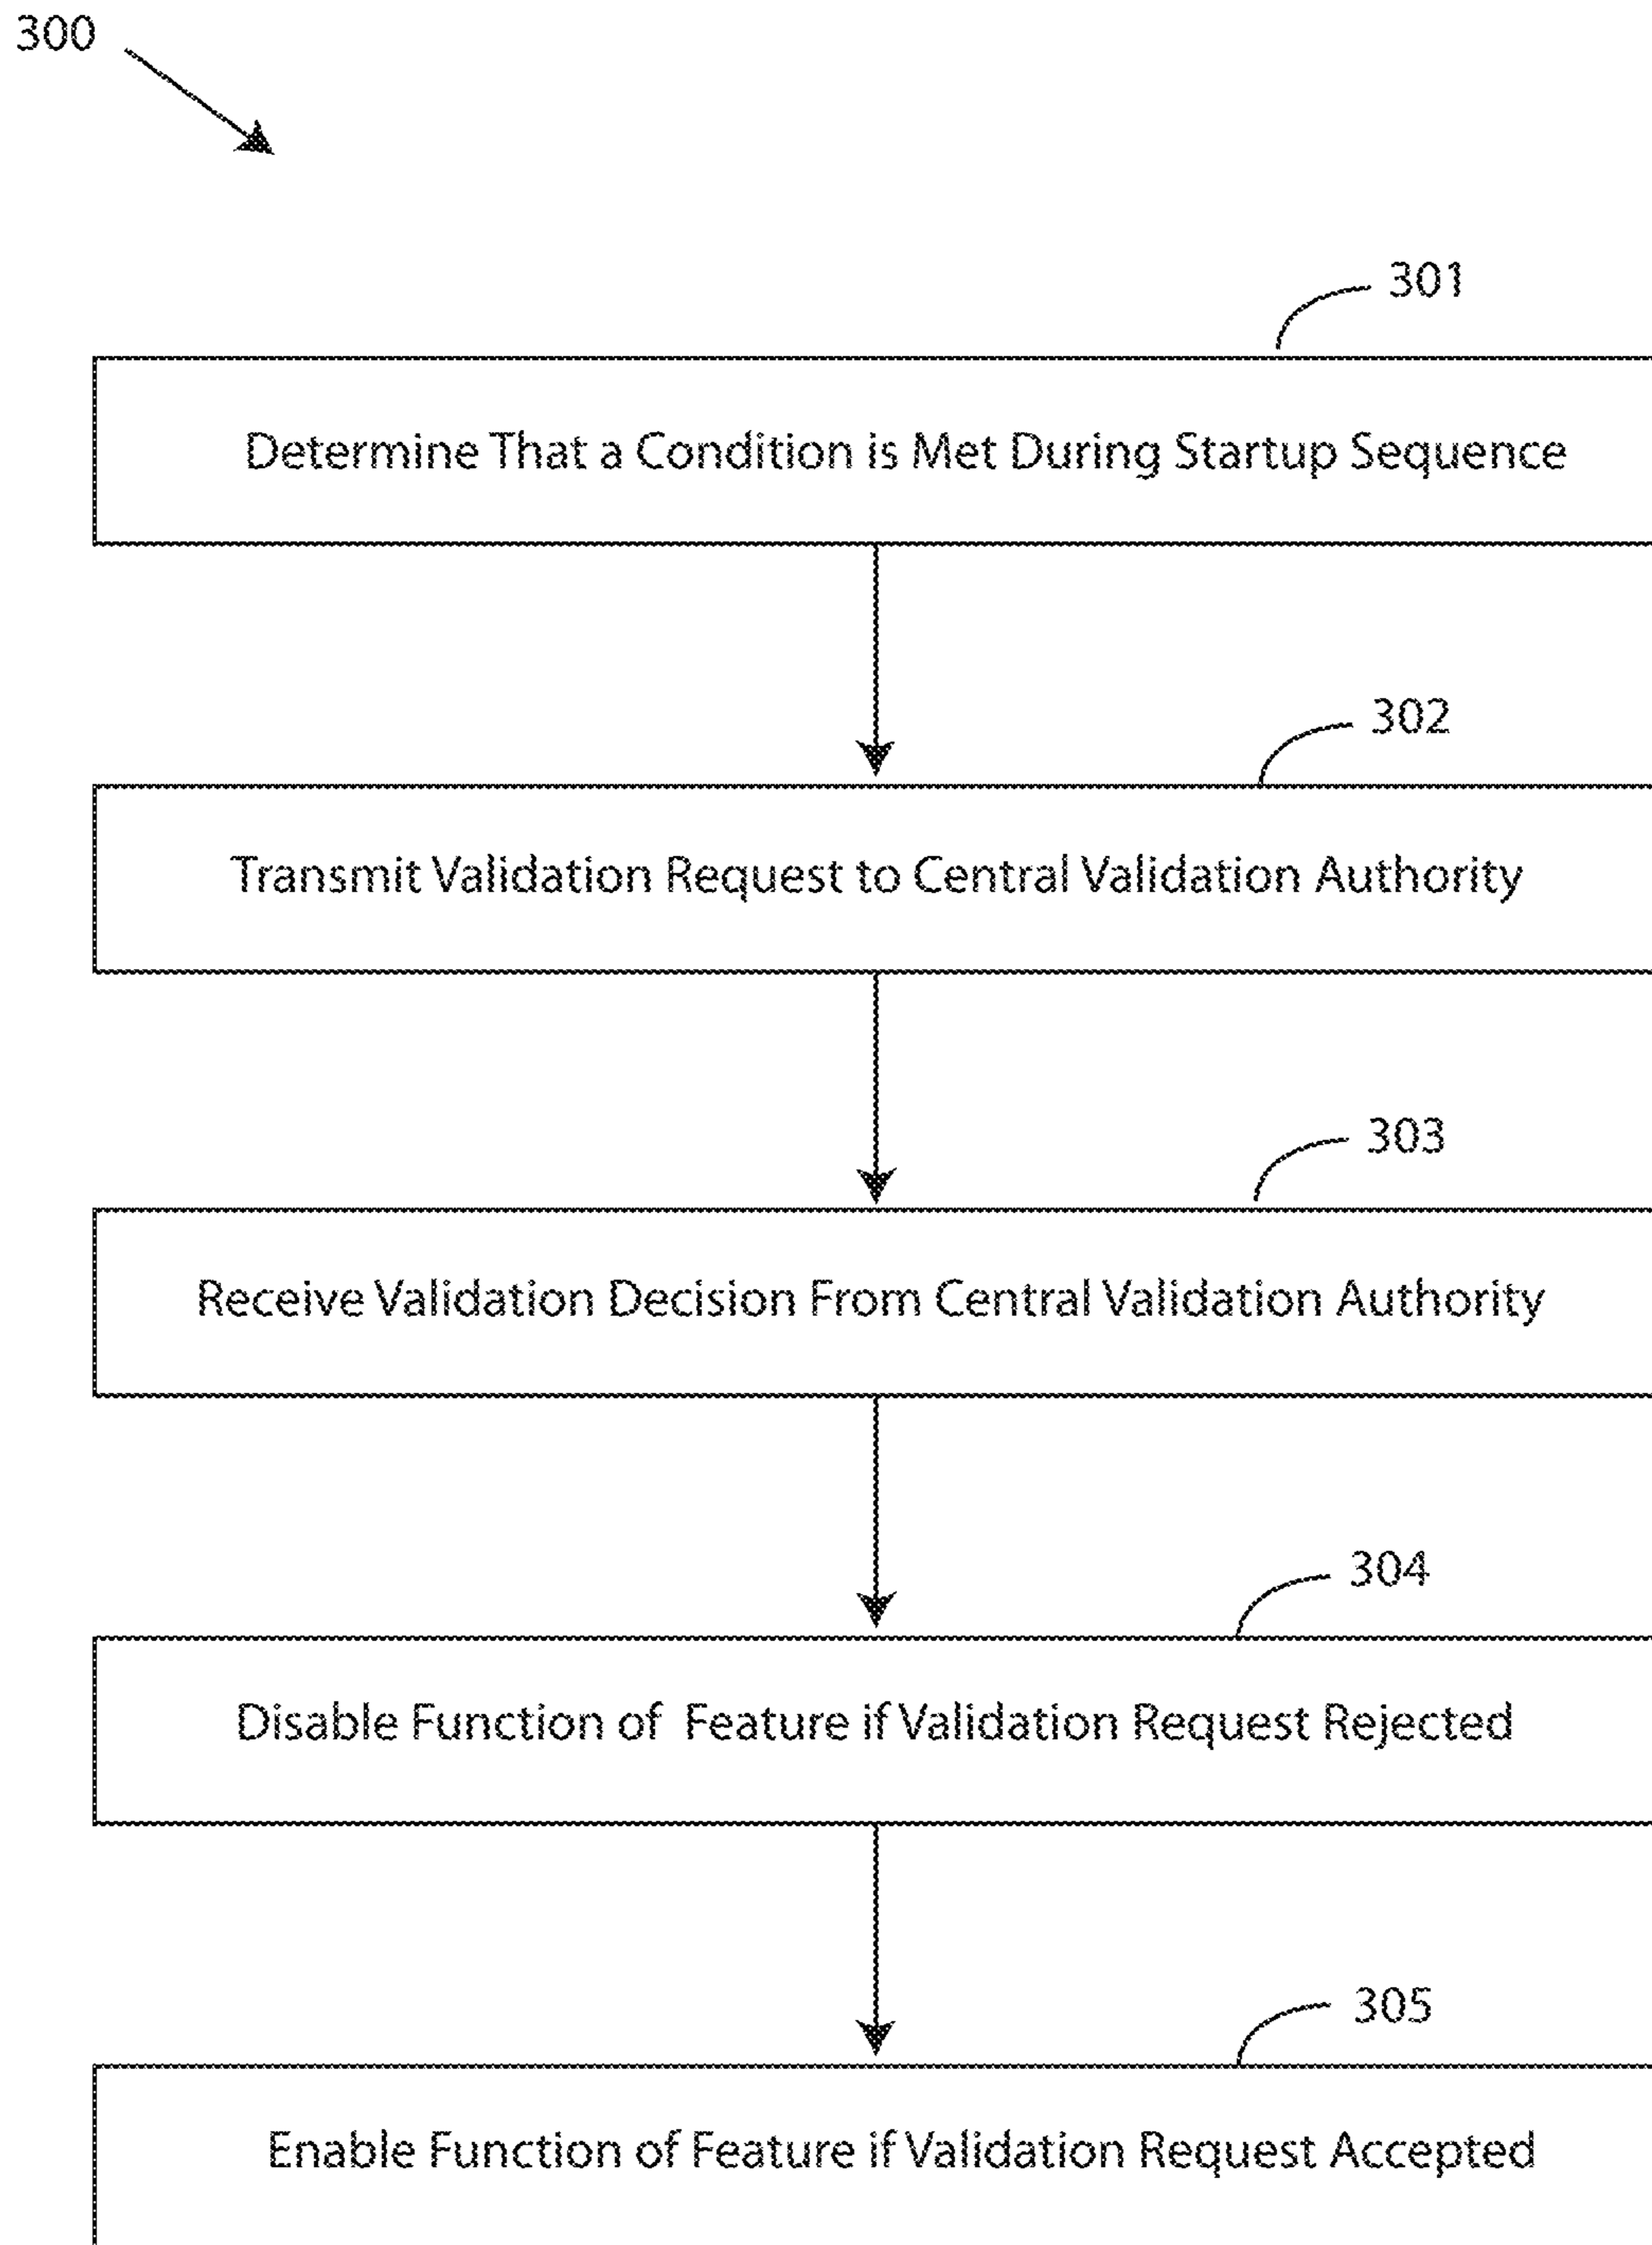 300
301
Determine That a Condition is Met During Startup Sequence
302
Transmit Validation Request to Central Validation Authority
303
Receive Validation Decision From Central Validation Authority
304
Disable Function of Feature if Validation Request Rejected
305
Enable Function of Feature if Validation Request Accepted